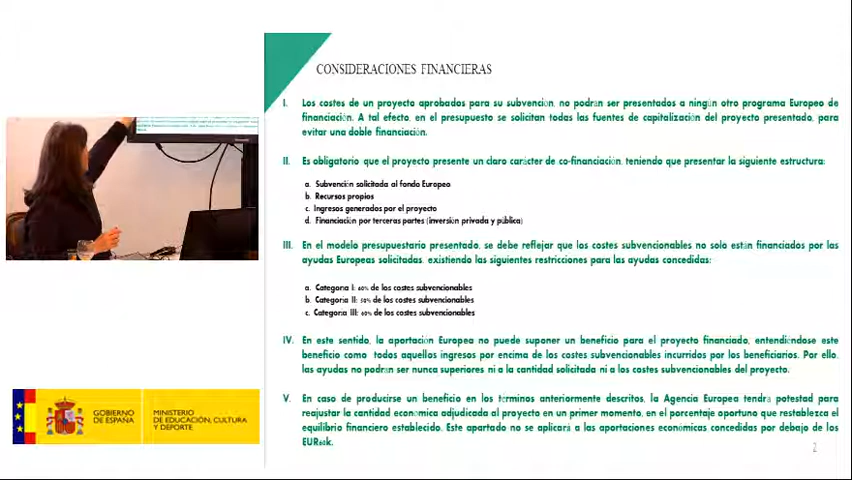 CONSIDERACIONES FINANCIERAS
I. Los costes de un proyecto aprobados para su subvención, no podrán ser presentados a ningún otro programa Europeo de
financiación. A tal efecto, en el presupuesto se solicitan todas las fuentes de capitalización del proyecto presentado, para
evitar una doble financiación.
II. Es obligatorio que el proyecto presente un claro carácter de co-financiación, teniendo que presentar la siguiente estructura:
a. Subvención solicitada al fondo Europeo
b. Recursos propios
c. Ingresos generados por el proyecto
d. Financiación por terceras partes (inversión privada y pública)
III. En el modelo presupuestario presentado, se debe reflejar que los costes subvencionables no solo están financiados por las
ayudas Europeas solicitadas, existiendo las siguientes restricciones para las ayudas concedidas:
a. Categoria I: 60% de los costes subvencionables
b. Categoría II: 50% de los costes subvencionables
c. Categoría III: 60% de los costes subvencionables
IV. En este sentido, la aportación Europea no puede suponer un beneficio para el proyecto financiado, entendiéndose este
beneficio como todos aquellos ingresos por encima de los costes subvencionables incurridos por los beneficiarios. Por ello,
las ayudas no podrán ser nunca superiores ni a la cantidad solicitada ni a los costes subvencionables del proyecto.
V. En caso de producirse un beneficio en los términos anteriormente descritos, la Agencia Europea tendrá potestad para
reajustar la cantidad económica adjudicada al proyecto en un primer momento, en el porcentaje oportuno que restablezca el
equilibrio financiero establecido. Este apartado no se aplicará a las aportaciones económicas concedidas por debajo de los
EUR60k.
2
GOBIERNO
DE ESPAÑA
MINISTERIO
DE EDUCACIÓN, CULTURA
Y DEPORTE